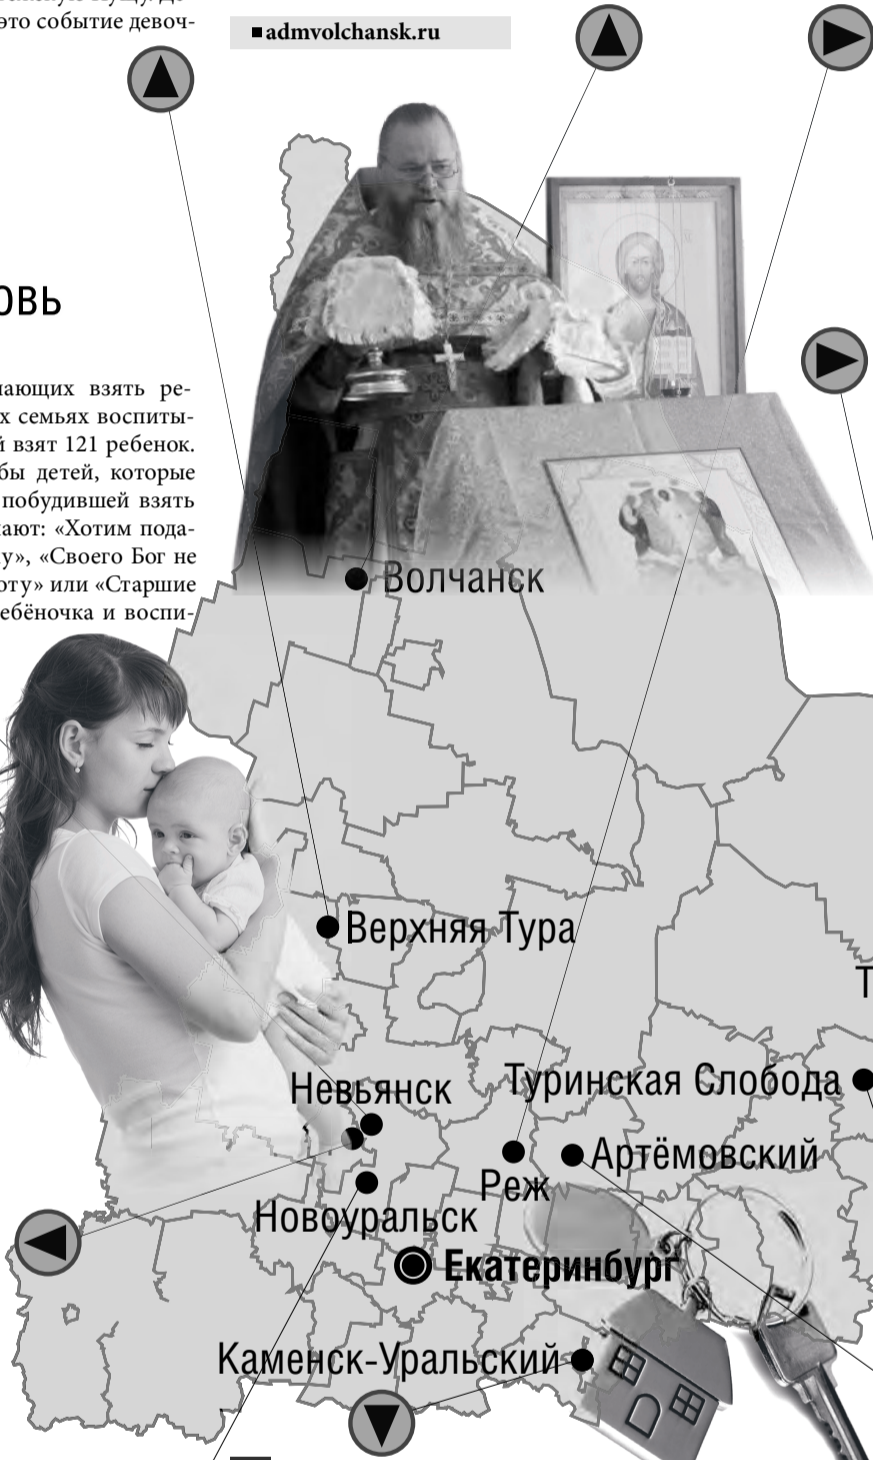 это событие девоч-
admvolchansk.ru
ОВЬ
взять ре-
х семьях воспиты-
й взят 121 ребенок.
бы детей, которые
побудившей взять
ают: «Хотим пода-
у», «Своего Бог не
оту» или «Старшие
ебёночка и воспи-
Волчанск
Верхняя Тура
Т
Невьянск
Туринская Слобода
Артёмовский
Реж
Новоуральск
Екатеринбург
Каменск-Уральский